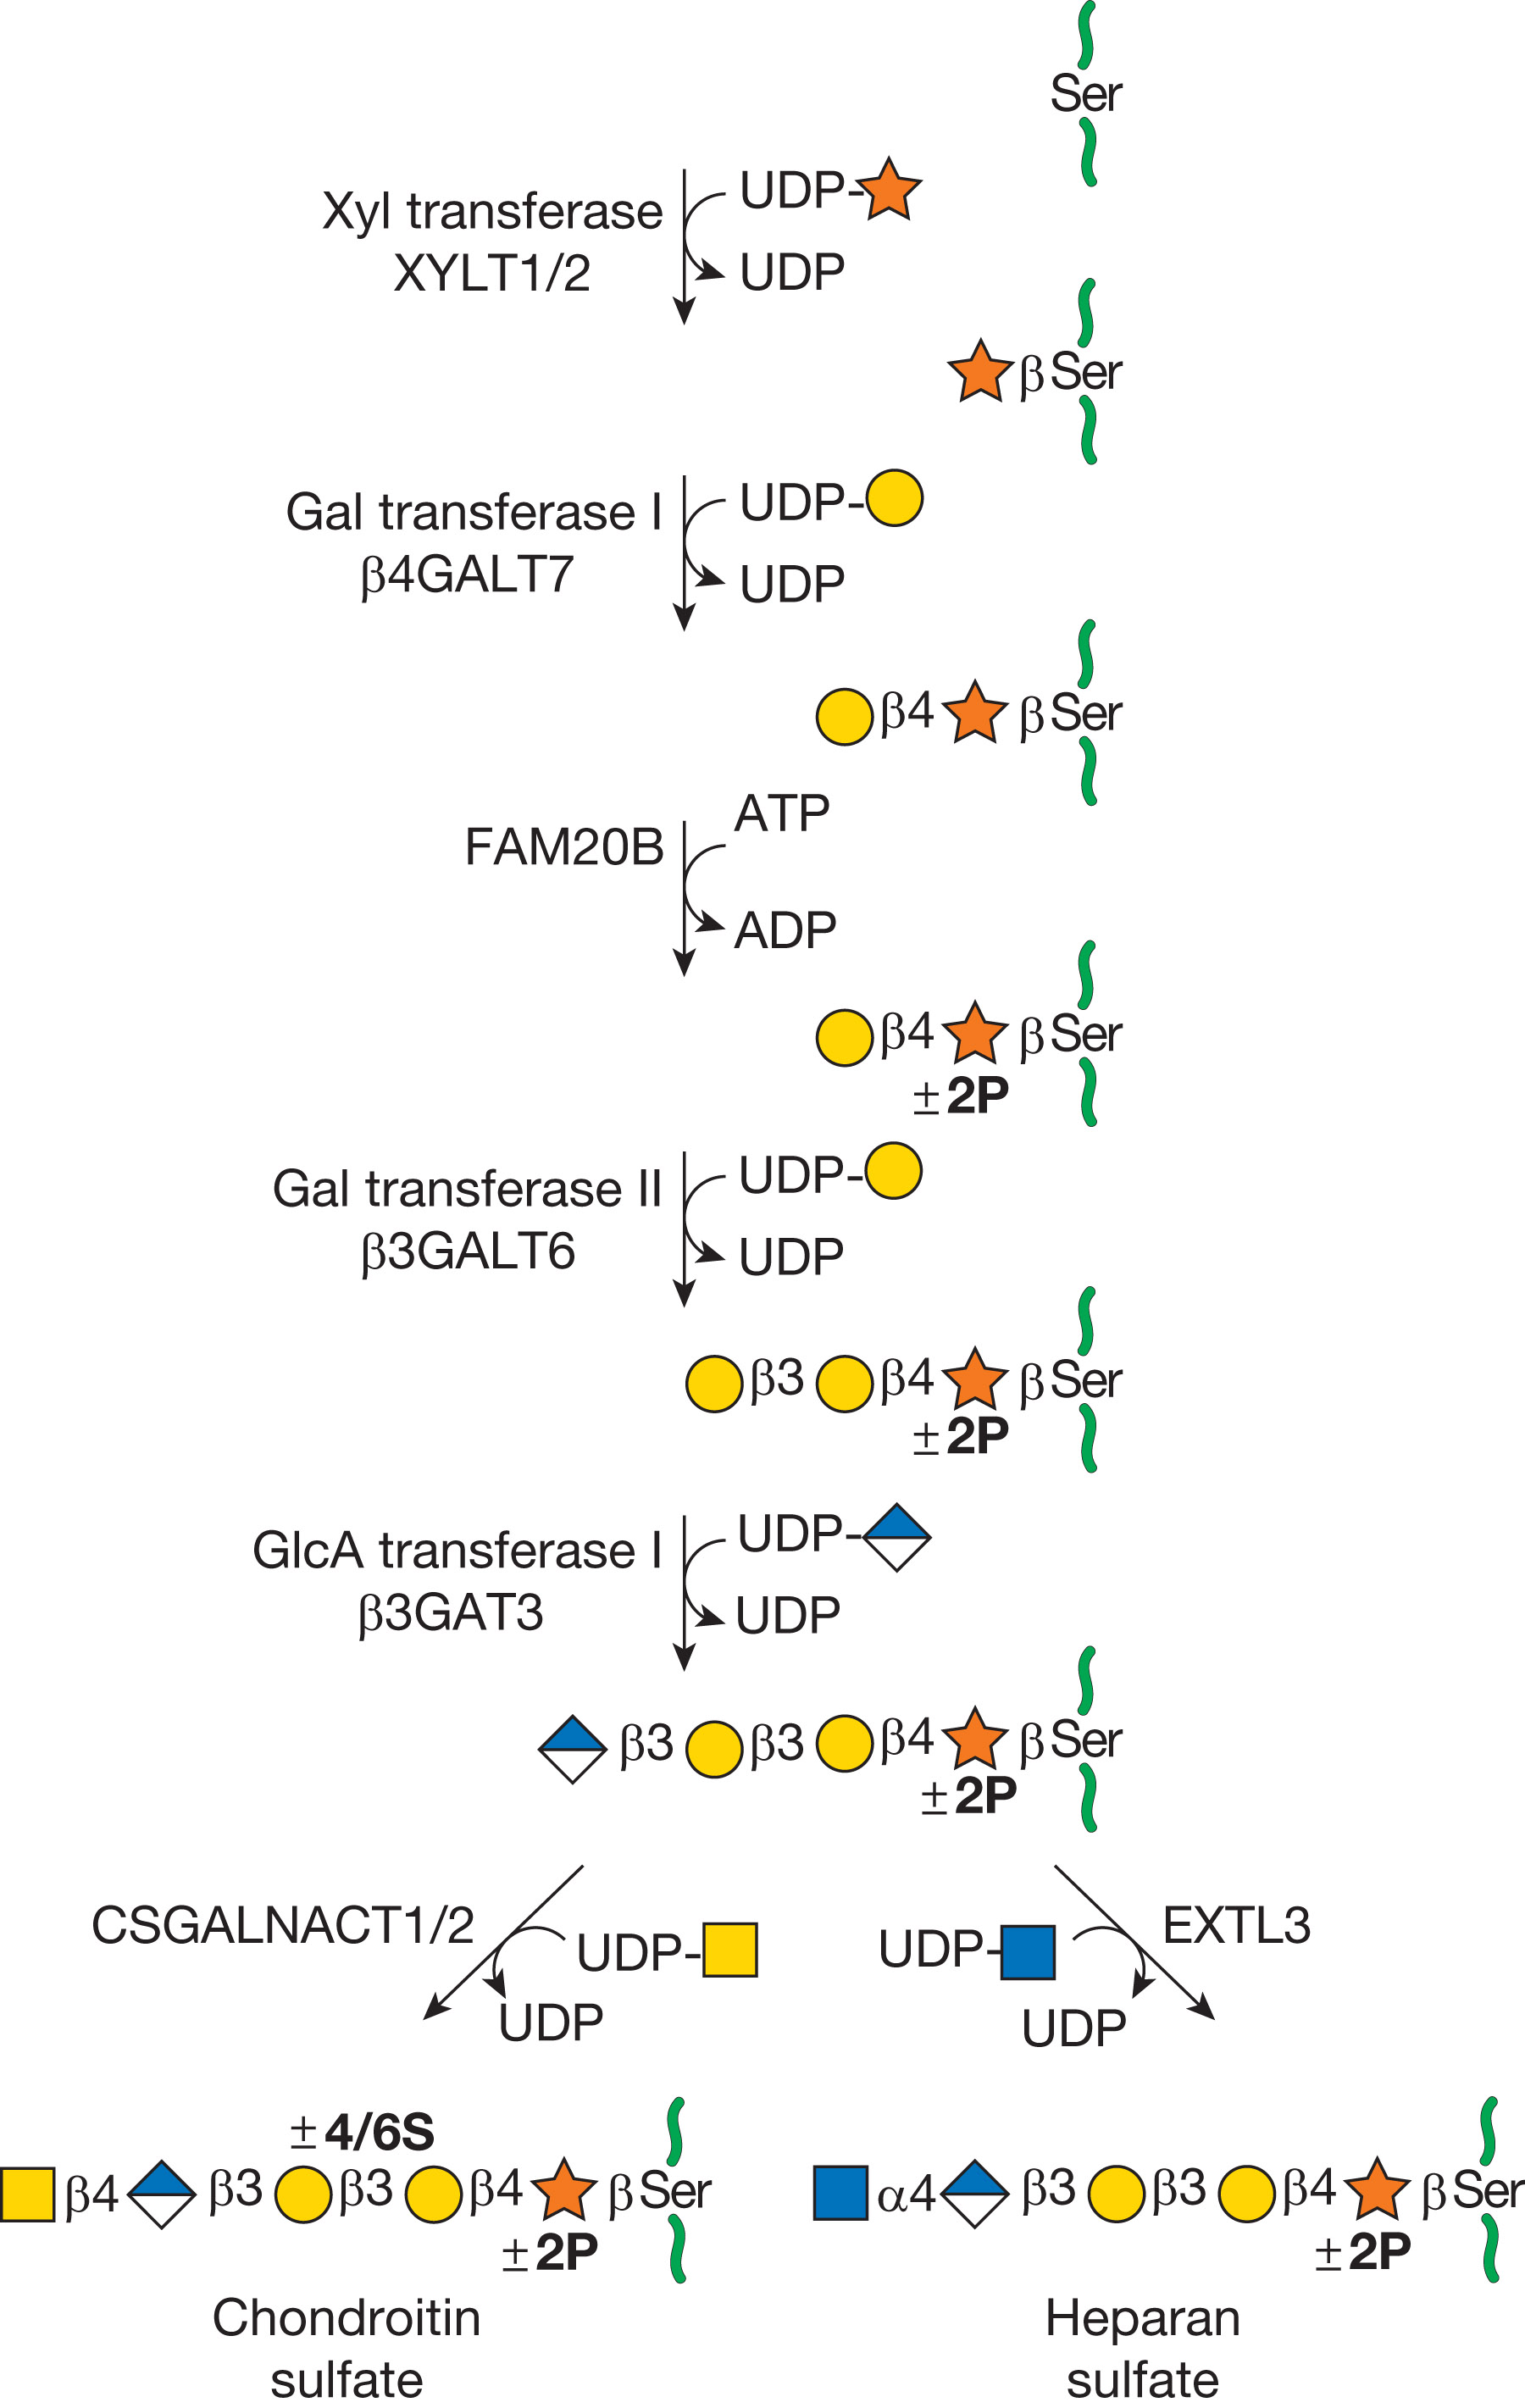 Ser
Xyl transferase
XYLT1/2
UDP-
UDP
βSer
Gal transferase I
β4GALT7
UDP-
UDP
β4 βSer
FAM20B
ATP
ADP
β4 βSer
± 2P
Gal transferase II
β3GALT6
UDP-
UDP
β3 β4 βSer
± 2P
GlcA transferase I
β3GAT3
UDP-
UDP
β3 β3 β4 βSer
± 2P
CSGALNACT1/2
UDP-
UDP
UDP-
EXTL3
UDP
± 4/6S
β4 β3 β3 β4 βSer
± 2P
Chondroitin
sulfate
α4 β3 β3 β4 βSer
± 2P
Heparan
sulfate